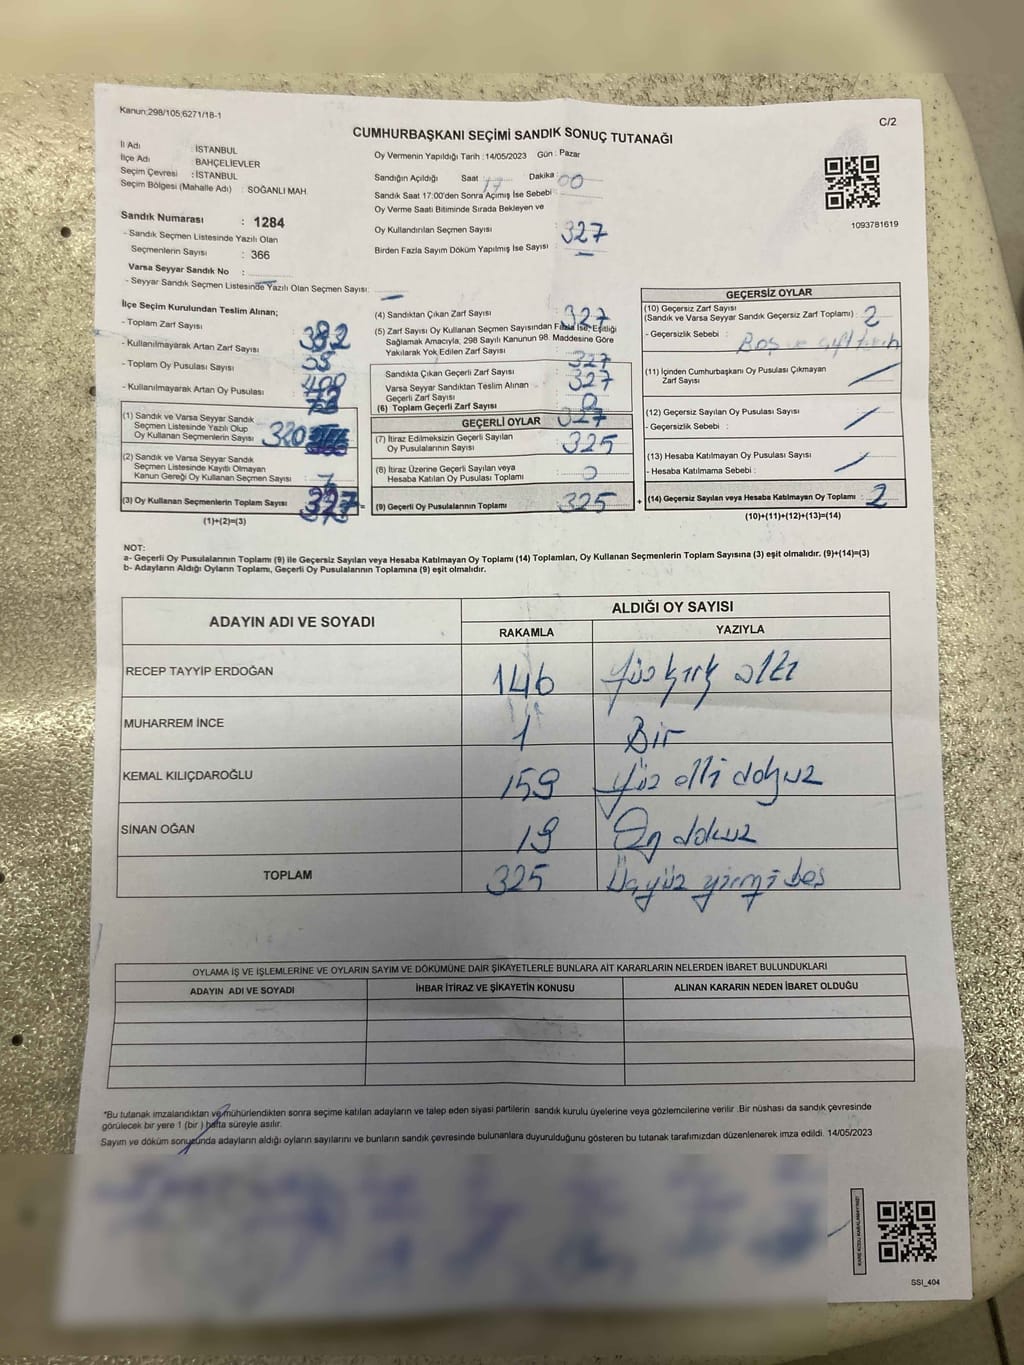 Kanun:298/105;6271/18-1
C/2
CUMHURBAŞKANI SEÇİMİ SANDIK SONUÇ TUTANAĞI
İl Adı : İSTANBUL
İlçe Adı : BAHÇELİEVLER
Seçim Çevresi : İSTANBUL
Seçim Bölgesi (Mahalle Adı) : SOĞANLI MAH.
Sandık Numarası : 1284
- Sandık Seçmen Listesinde Yazılı Olan
Seçmenlerin Sayısı : 366
Varsa Seyyar Sandık No :
- Seyyar Sandık Seçmen Listesinde Yazılı Olan Seçmen Sayısı:
Oy Vermenin Yapıldığı Tarih : 14/05/2023 Gün : Pazar
Sandığın Açıldığı Saat : 17 Dakika : 00
Sandık Saat 17:00'den Sonra Açımış İse Sebebi :
Oy Verme Saati Bitiminde Sırada Bekleyen ve
Oy Kullandırılan Seçmen Sayısı : 327
Birden Fazla Sayım Döküm Yapılmış İse Sayısı :
1093781619
İlçe Seçim Kurulundan Teslim Alınan;
- Toplam Zarf Sayısı : 382
- Kullanılmayarak Artan Zarf Sayısı :
- Toplam Oy Pusulası Sayısı :
- Kullanılmayarak Artan Oy Pusulası :
(1) Sandık ve Varsa Seyyar Sandık
Seçmen Listesinde Yazılı Olup
Oy Kullanan Seçmenlerin Sayısı : 320
(2) Sandık ve Varsa Seyyar Sandık
Seçmen Listesinde Kayıtlı Olmayan
Kanun Gereği Oy Kullanan Seçmen Sayısı : 7
(3) Oy Kullanan Seçmenlerin Toplam Sayısı : 327
(1)+(2)=(3)
(4) Sandıktan Çıkan Zarf Sayısı : 327
(5) Zarf Sayısı Oy Kullanan Seçmen Sayısından Fazla İse, Eşitliği
Sağlamak Amacıyla, 298 Sayılı Kanunun 98. Maddesine Göre
Yakılarak Yok Edilen Zarf Sayısı :
Sandıkta Çıkan Geçerli Zarf Sayısı : 327
Varsa Seyyar Sandıktan Teslim Alınan
Geçerli Zarf Sayısı : 0
(6) Toplam Geçerli Zarf Sayısı : 327
GEÇERLİ OYLAR
(7) İtiraz Edilmeksizin Geçerli Sayılan
Oy Pusulalarının Sayısı : 325
(8) İtiraz Üzerine Geçerli Sayılan veya
Hesaba Katılan Oy Pusulası Toplamı : 0
(9) Geçerli Oy Pusulalarının Toplamı : 325
GEÇERSİZ OYLAR
(10) Geçersiz Zarf Sayısı
(Sandık ve Varsa Seyyar Sandık Geçersiz Zarf Toplamı) : 2
- Geçersizlik Sebebi : Boş
(11) İçinden Cumhurbaşkanı Oy Pusulası Çıkmayan
Zarf Sayısı :
(12) Geçersiz Sayılan Oy Pusulası Sayısı :
- Geçersizlik Sebebi :
(13) Hesaba Katılmayan Oy Pusulası Sayısı :
- Hesaba Katılmama Sebebi :
+ (14) Geçersiz Sayılan veya Hesaba Katılmayan Oy Toplamı : 2
(10)+(11)+(12)+(13)=(14)
NOT:
a- Geçerli Oy Pusulalarının Toplamı (9) ile Geçersiz Sayılan veya Hesaba Katılmayan Oy Toplamı (14) Toplamları, Oy Kullanan Seçmenlerin Toplam Sayısına (3) eşit olmalıdır. (9)+(14)=(3)
b- Adayların Aldığı Oyların Toplamı, Geçerli Oy Pusulalarının Toplamına (9) eşit olmalıdır.
ADAYIN ADI VE SOYADI
ALDIĞI OY SAYISI
RAKAMLA YAZIYLA
RECEP TAYYİP ERDOĞAN 146 Yüz kırk altı
MUHARREM İNCE 1 Bir
KEMAL KILIÇDAROĞLU 159 Yüz elli dokuz
SİNAN OĞAN 19 On dokuz
TOPLAM 325 Üçyüz yirmi beş
OYLAMA İŞ VE İŞLEMLERİNE VE OYLARIN SAYIM VE DÖKÜMÜNE DAİR ŞİKAYETLERLE BUNLARA AİT KARARLARIN NELERDEN İBARET BULUNDUKLARI
ADAYIN ADI VE SOYADI İHBAR İTİRAZ VE ŞİKAYETİN KONUSU ALINAN KARARIN NEDEN İBARET OLDUĞU
*Bu tutanak imzalandıktan ve mühürlendikten sonra seçime katılan adayların ve talep eden siyasi partilerin sandık kurulu üyelerine veya gözlemcilerine verilir .Bir nüshası da sandık çevresinde
görülecek bir yere 1 (bir ) hafta süreyle asılır.
Sayım ve döküm sonucunda adayların aldığı oyların sayılarını ve bunların sandık çevresinde bulunanlara duyurulduğunu gösteren bu tutanak tarafımızdan düzenlenerek imza edildi. 14/05/2023
KARE KODU KARALAMAYINIZ!
SSI_404